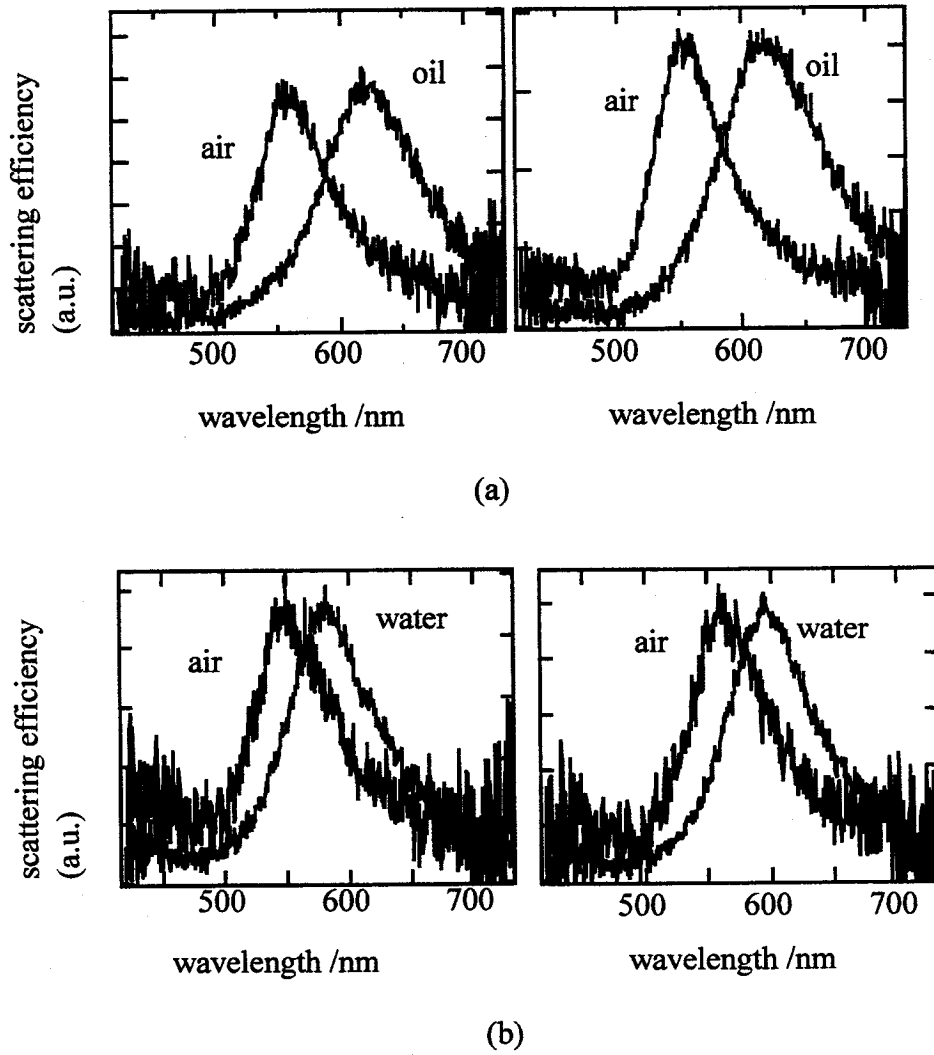 scattering efficiency
(a.u.)
air
oil
air
oil
500 600 700
500 600 700
wavelength /nm
wavelength /nm
(a)
scattering efficiency
(a.u.)
air
water
air
water
500 600 700
500 600 700
wavelength /nm
wavelength /nm
(b)